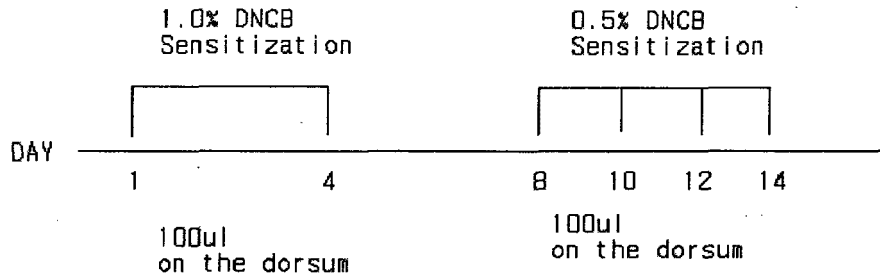 1.0% DNCB
Sensitization
0.5% DNCB
Sensitization
DAY
1 4 8 10 12 14
100ul
on the dorsum
100ul
on the dorsum